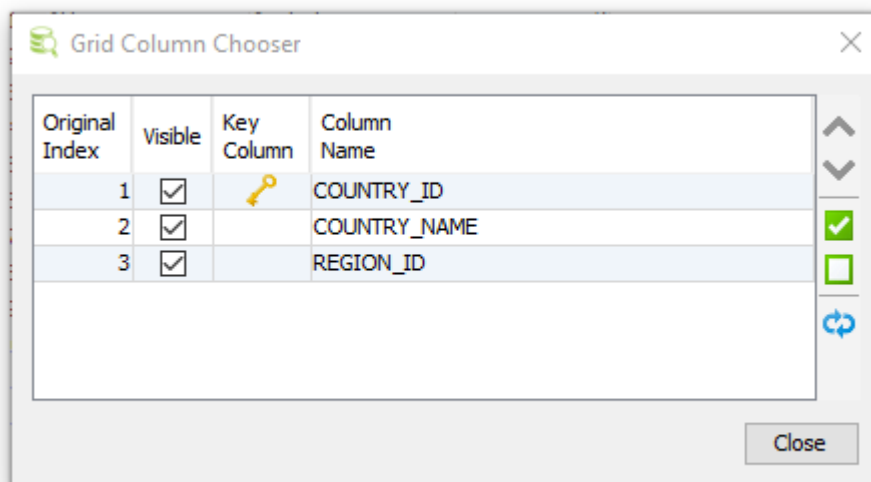 Grid Column Chooser
Original Index Visible Key Column Column Name
1 COUNTRY_ID
2 COUNTRY_NAME
3 REGION_ID
Close